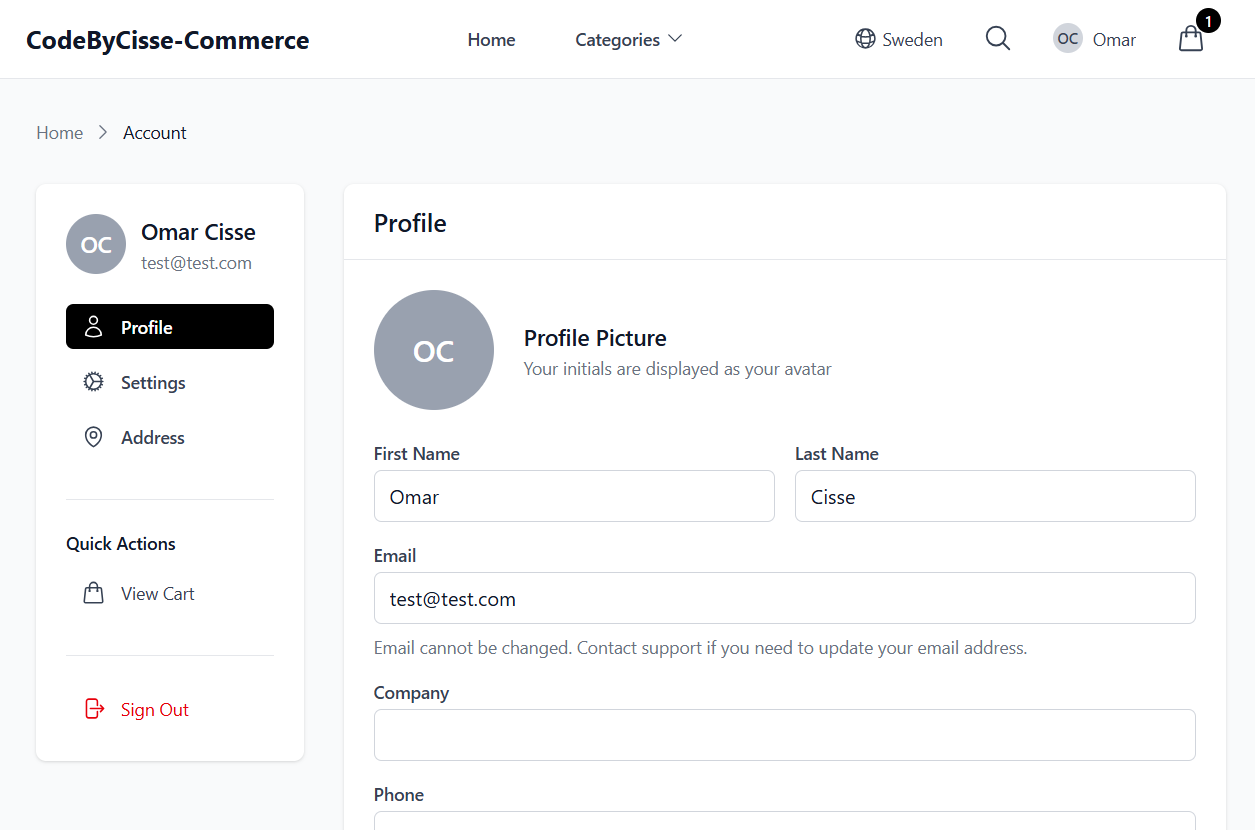 CodeByCisse-Commerce Home Categories Sweden OC Omar 1
Home Account
OC Omar Cisse
test@test.com
Profile
Settings
Address
Quick Actions
View Cart
Sign Out
Profile
OC
Profile Picture
Your initials are displayed as your avatar
First Name Last Name
Omar Cisse
Email
test@test.com
Email cannot be changed. Contact support if you need to update your email address.
Company
Phone